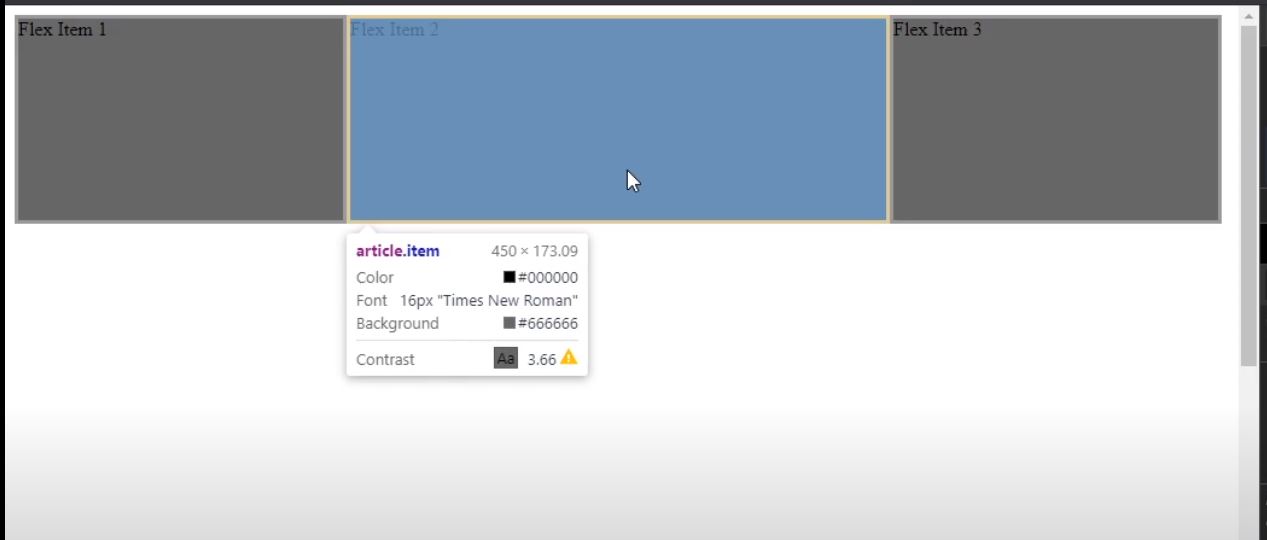 Flex Item 1 Flex Item 2 Flex Item 3
article.item 450 × 173.09
Color #000000
Font 16px "Times New Roman"
Background #666666
Contrast Aa 3.66